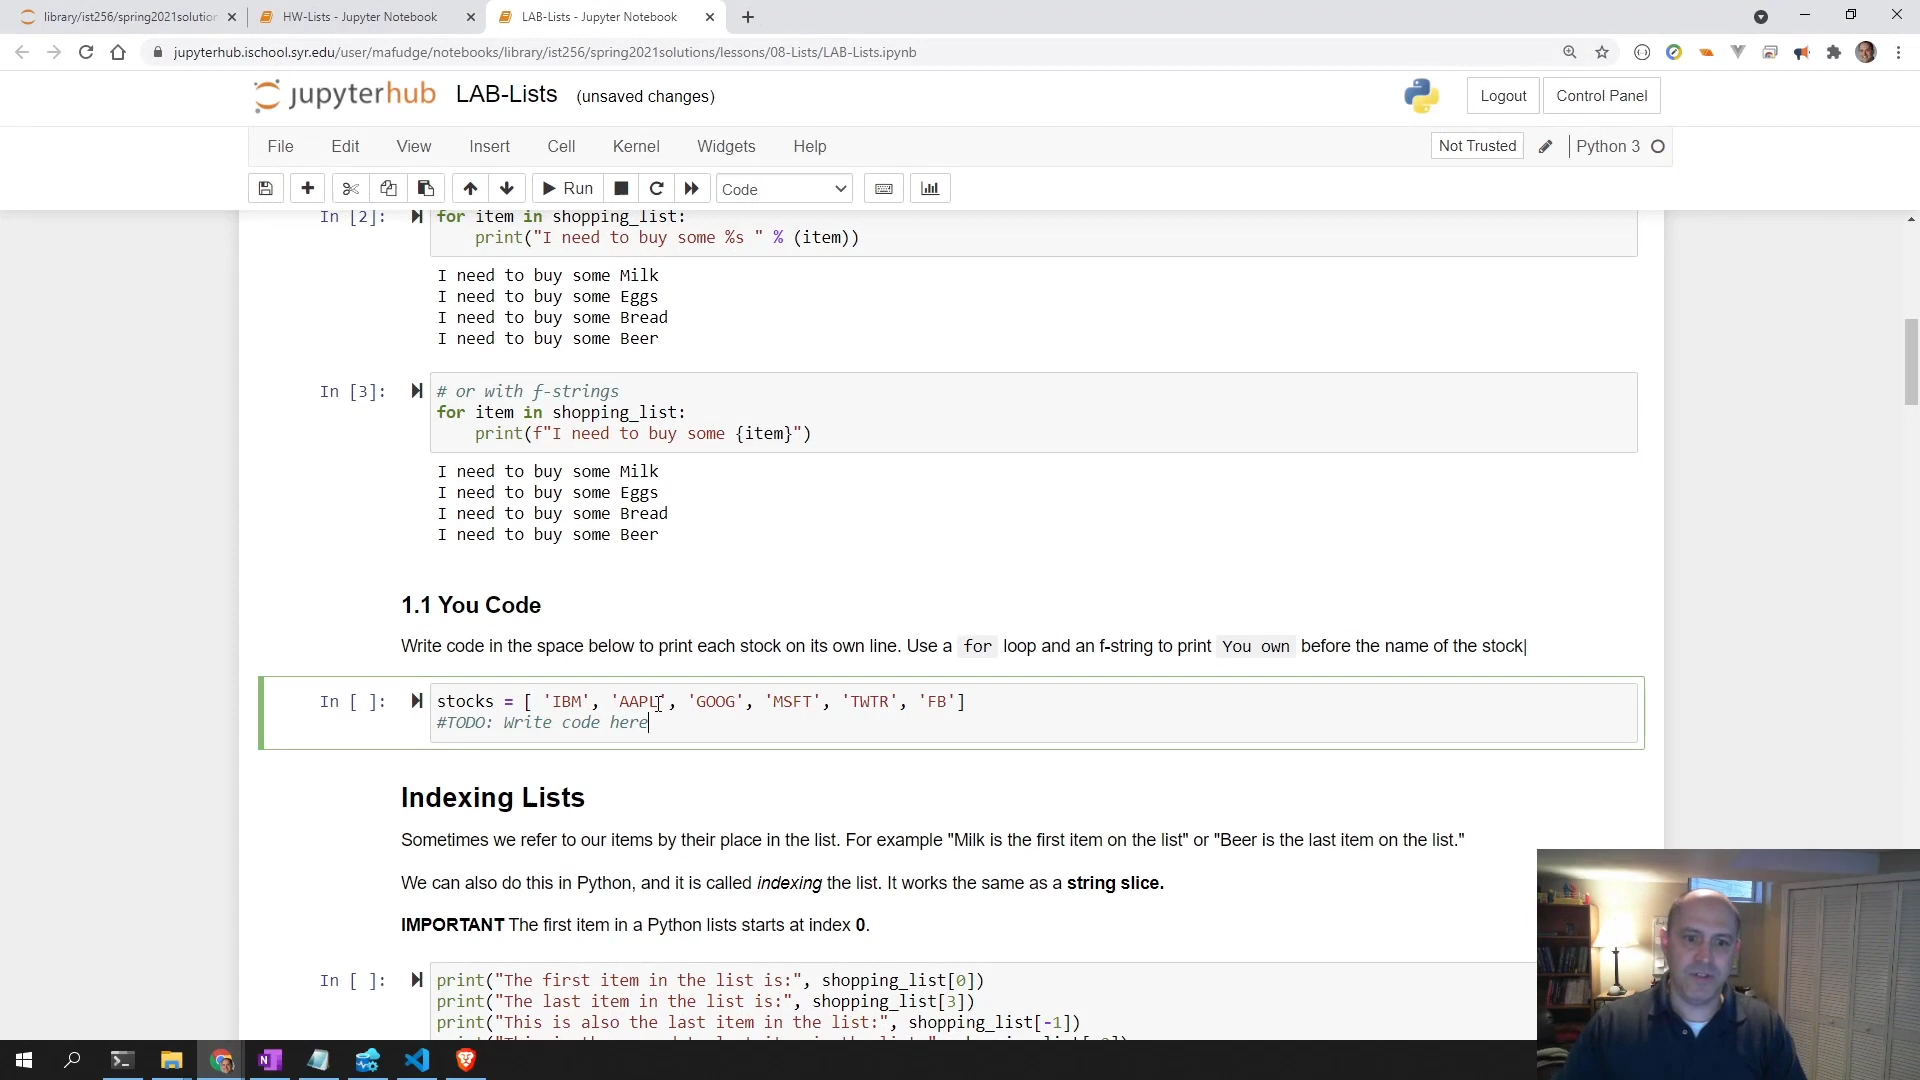 library/ist256/spring2021solution
HW-Lists - Jupyter Notebook
LAB-Lists - Jupyter Notebook
jupyterhub.ischool.syr.edu/user/mafudge/notebooks/library/ist256/spring2021solutions/lessons/08-Lists/LAB-Lists.ipynb
jupyterhub LAB-Lists (unsaved changes)
Logout
Control Panel
File Edit View Insert Cell Kernel Widgets Help
Not Trusted
Python 3
Run
Code
In [2]: for item in shopping_list:
print("I need to buy some %s " % (item))
I need to buy some Milk
I need to buy some Eggs
I need to buy some Bread
I need to buy some Beer
In [3]: # or with f-strings
for item in shopping_list:
print(f"I need to buy some {item}")
I need to buy some Milk
I need to buy some Eggs
I need to buy some Bread
I need to buy some Beer
1.1 You Code
Write code in the space below to print each stock on its own line. Use a for loop and an f-string to print You own before the name of the stock|
In [ ]: stocks = [ 'IBM', 'AAPL', 'GOOG', 'MSFT', 'TWTR', 'FB']
#TODO: Write code here
Indexing Lists
Sometimes we refer to our items by their place in the list. For example "Milk is the first item on the list" or "Beer is the last item on the list."
We can also do this in Python, and it is called indexing the list. It works the same as a string slice.
IMPORTANT The first item in a Python lists starts at index 0.
In [ ]: print("The first item in the list is:", shopping_list[0])
print("The last item in the list is:", shopping_list[3])
print("This is also the last item in the list:", shopping_list[-1])